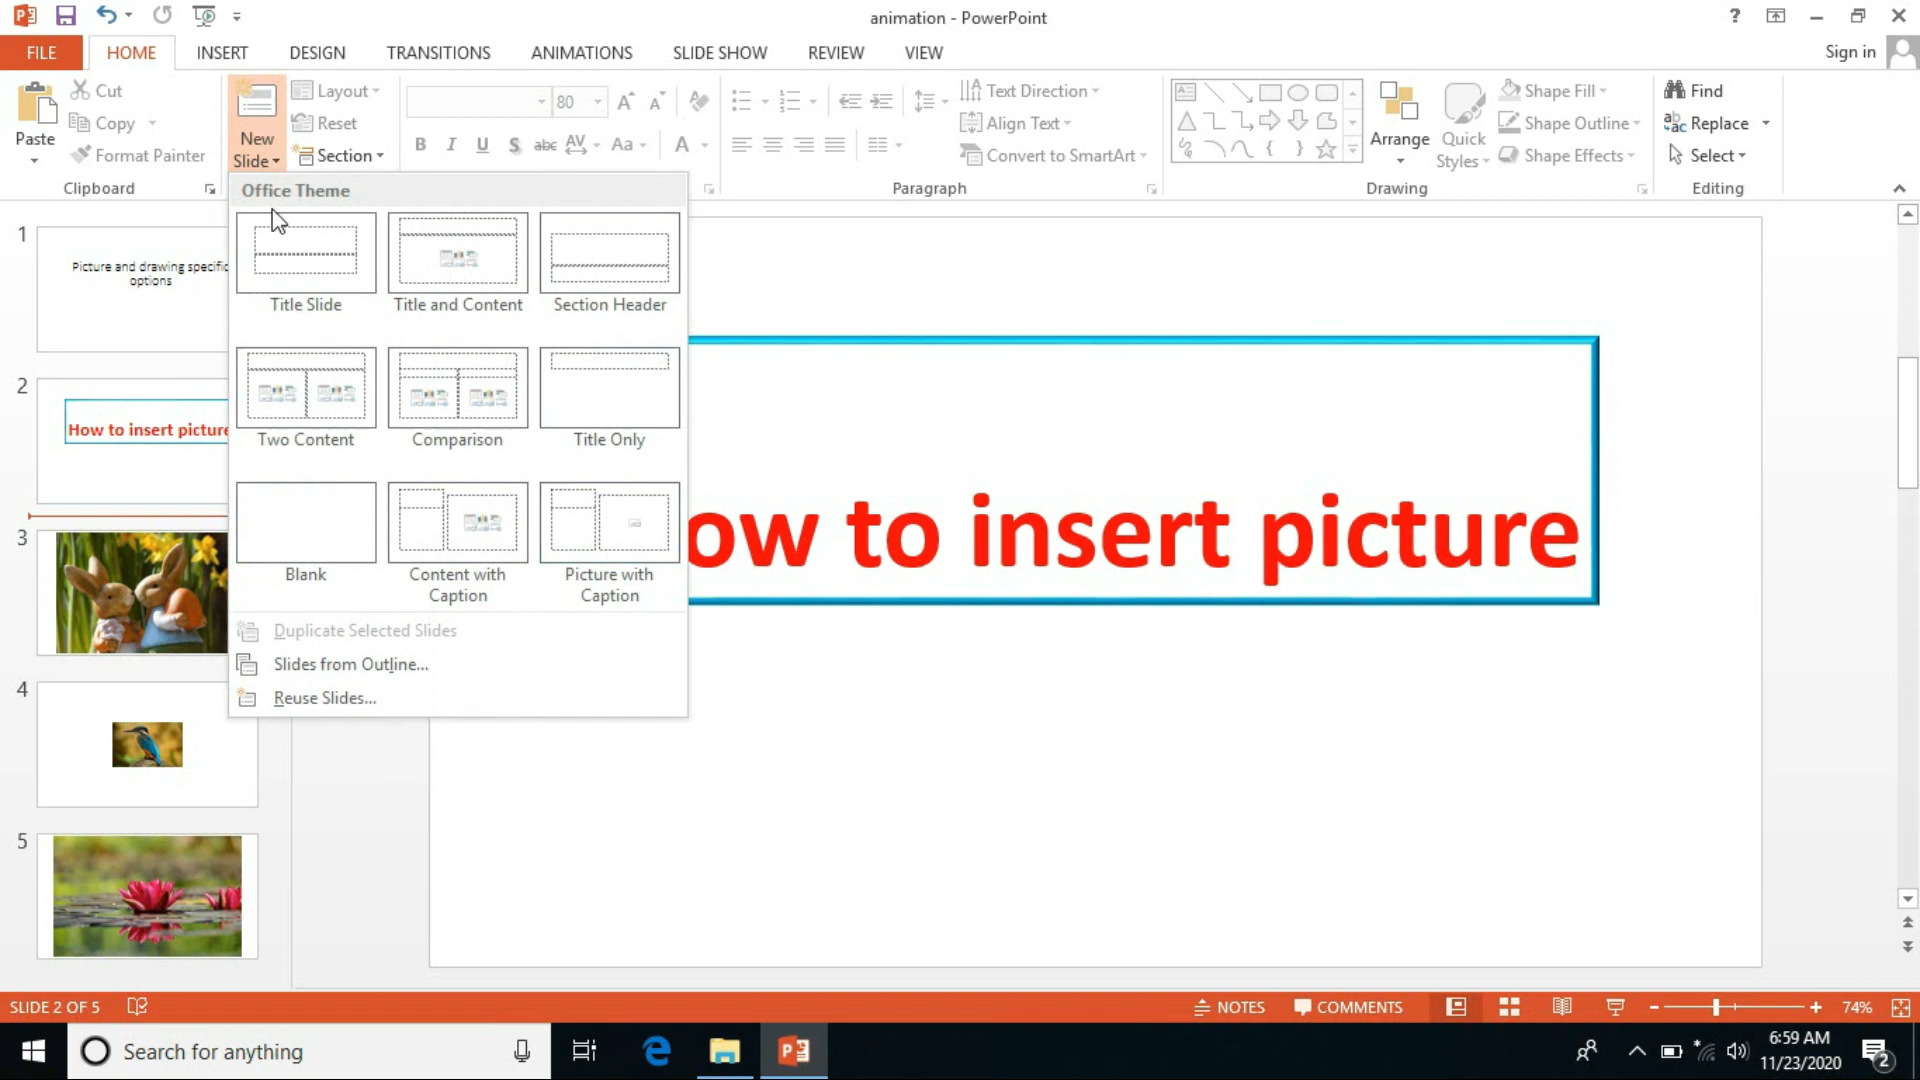 animation - PowerPoint
FILE
HOME
INSERT
DESIGN
TRANSITIONS
ANIMATIONS
SLIDE SHOW
REVIEW
VIEW
Sign in
Paste
Cut
Copy
Format Painter
Clipboard
New
Slide
Layout
Reset
Section
80
Text Direction
Align Text
Convert to SmartArt
Paragraph
Arrange
Quick
Styles
Shape Fill
Shape Outline
Shape Effects
Drawing
Find
Replace
Select
Editing
Office Theme
Title Slide
Title and Content
Section Header
Two Content
Comparison
Title Only
Blank
Content with
Caption
Picture with
Caption
Duplicate Selected Slides
Slides from Outline...
Reuse Slides...
1
Picture and drawing specific
options
2
How to insert picture
3
4
5
ow to insert picture
SLIDE 2 OF 5
NOTES
COMMENTS
74%
Search for anything
6:59 AM
11/23/2020
2